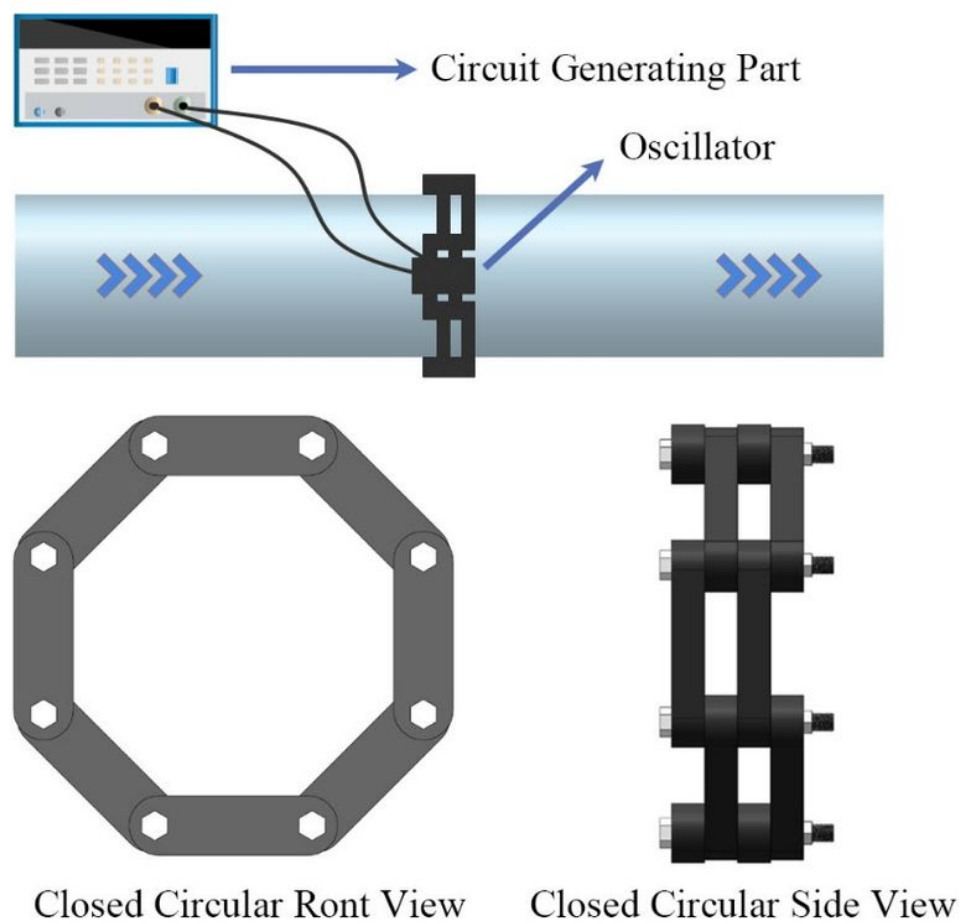 Circuit Generating Part
Oscillator
Closed Circular Ront View
Closed Circular Side View